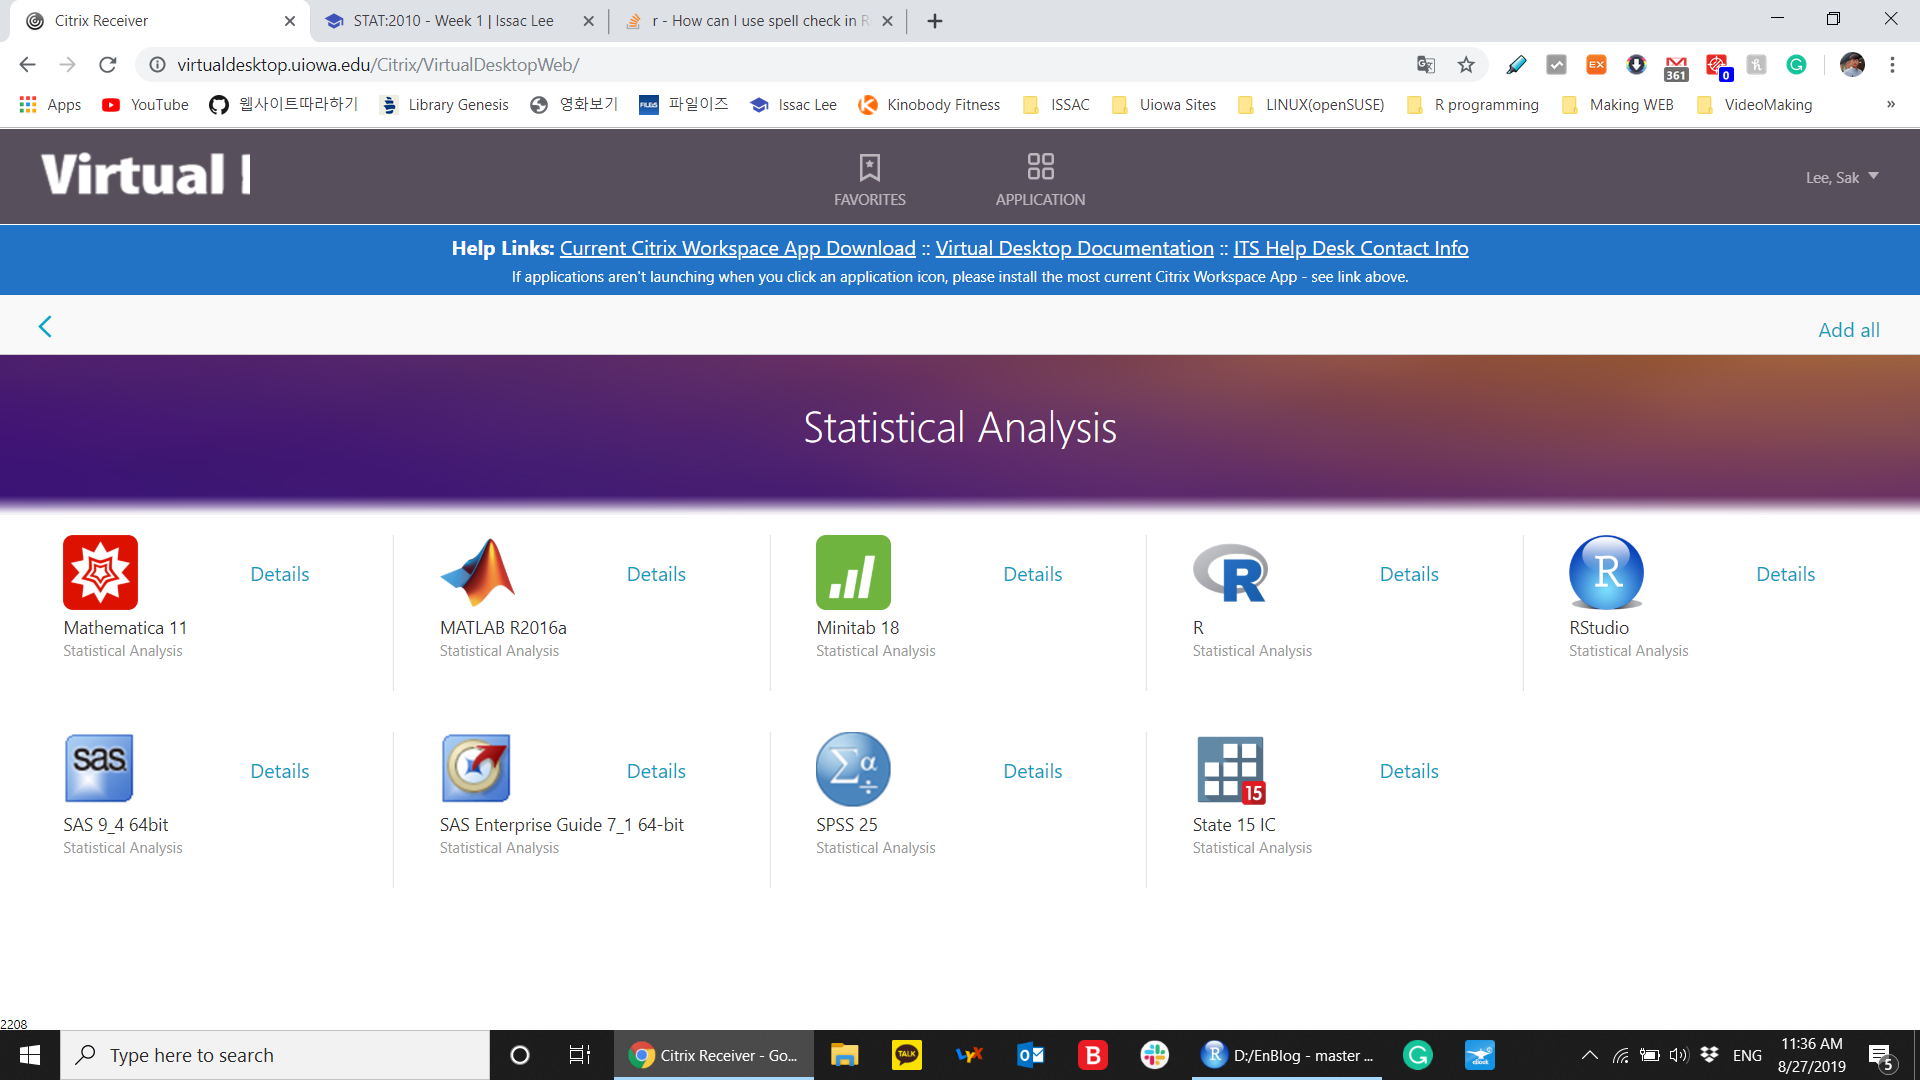 Citrix Receiver
STAT:2010 - Week 1 | Issac Lee
r - How can I use spell check in R
virtualdesktop.uiowa.edu/Citrix/VirtualDesktopWeb/
EX
361
0
Apps
YouTube
웹사이트따라하기
Library Genesis
영화보기
파일이즈
Issac Lee
Kinobody Fitness
ISSAC
Uiowa Sites
LINUX(openSUSE)
R programming
Making WEB
VideoMaking
»
Virtual
FAVORITES
APPLICATION
Lee, Sak
Help Links: Current Citrix Workspace App Download :: Virtual Desktop Documentation :: ITS Help Desk Contact Info
If applications aren't launching when you click an application icon, please install the most current Citrix Workspace App - see link above.
Add all
Statistical Analysis
Details
Details
Details
R
Details
R
Details
Mathematica 11
MATLAB R2016a
Minitab 18
R
RStudio
Statistical Analysis
Statistical Analysis
Statistical Analysis
Statistical Analysis
Statistical Analysis
sas
Details
Details
Σα÷
Details
15
Details
SAS 9_4 64bit
SAS Enterprise Guide 7_1 64-bit
SPSS 25
State 15 IC
Statistical Analysis
Statistical Analysis
Statistical Analysis
Statistical Analysis
2208
Type here to search
Citrix Receiver - Go...
TALK
LyX
B
R
D:/EnBlog - master ...
ENG
11:36 AM
8/27/2019
5